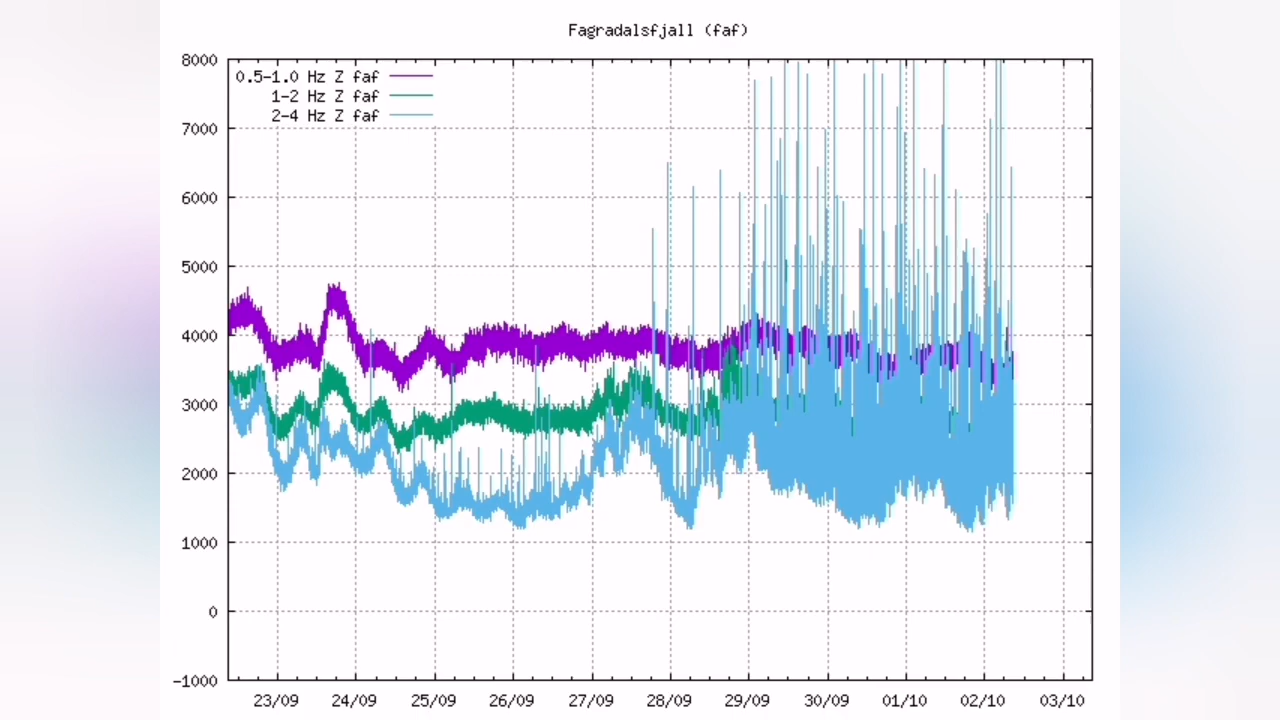 Fagradalsfjall (faf)
8000
0.5-1.0 Hz Z faf
1-2 Hz Z faf
2-4 Hz Z faf
7000
6000
5000
4000
3000
2000
1000
0
-1000
23/09 24/09 25/09 26/09 27/09 28/09 29/09 30/09 01/10 02/10 03/10